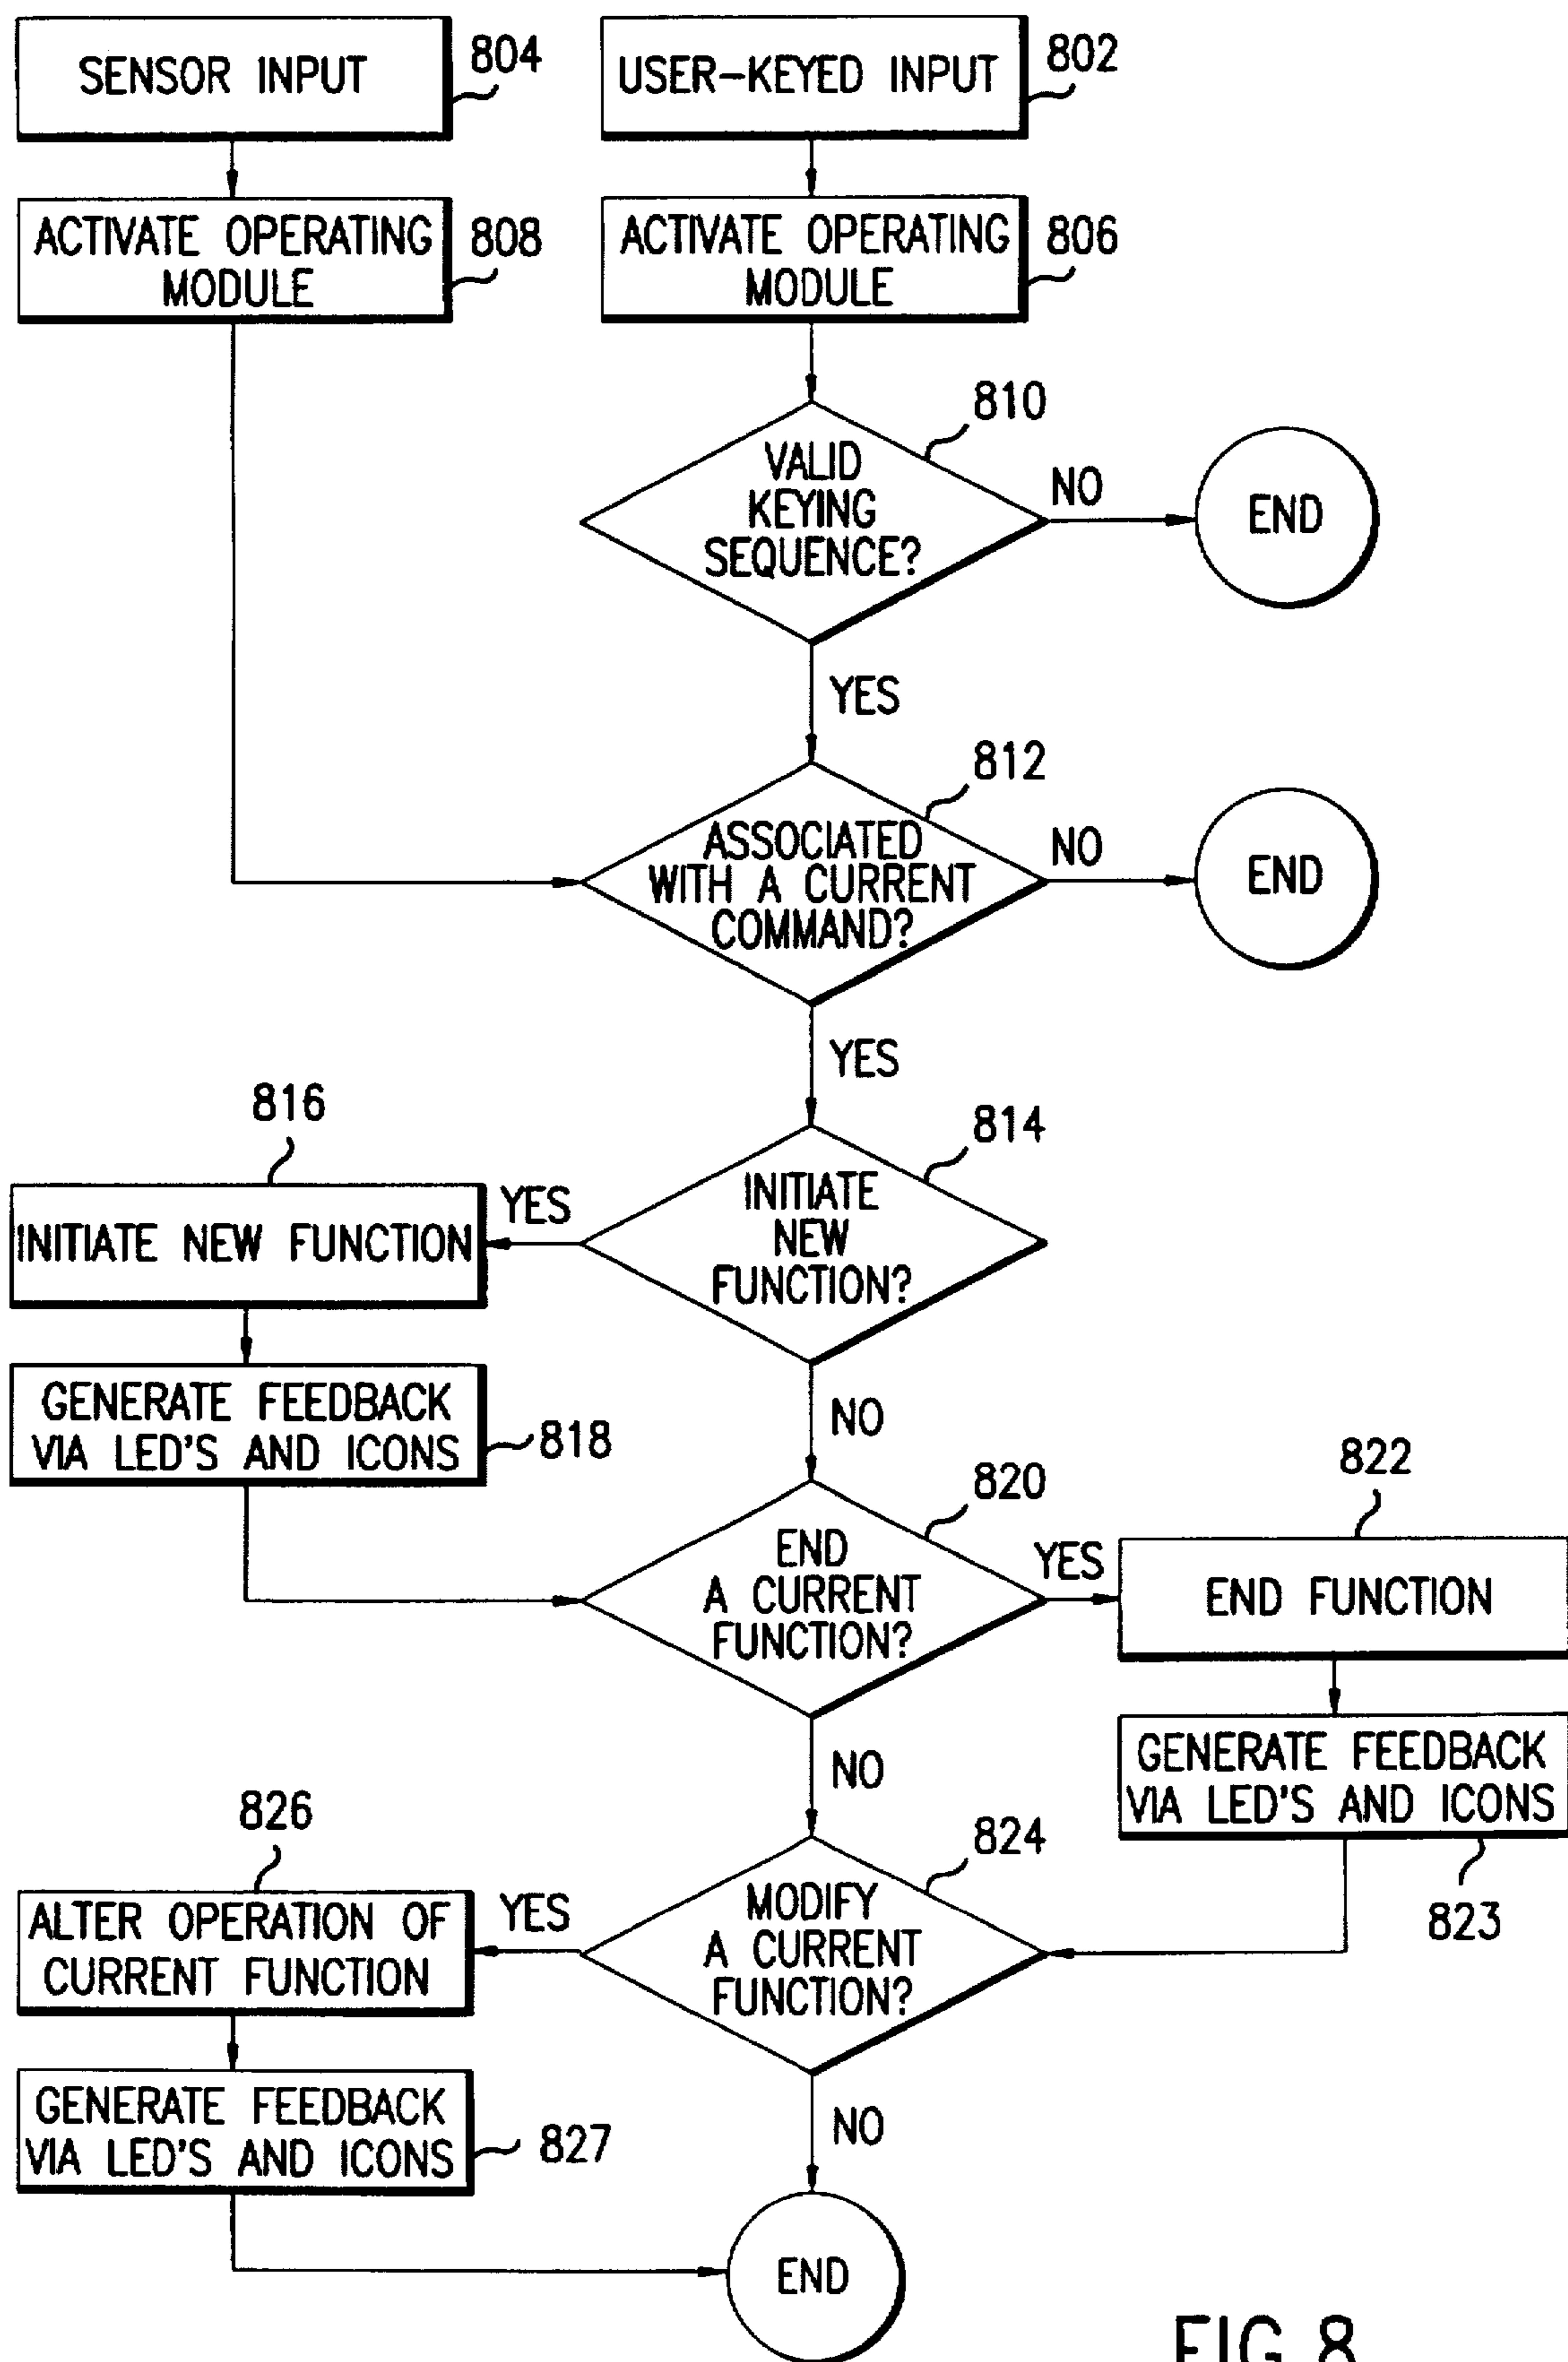 SENSOR INPUT
804
USER-KEYED INPUT
802
ACTIVATE OPERATING
MODULE
808
ACTIVATE OPERATING
MODULE
806
810
VALID
KEYING
SEQUENCE?
NO
END
YES
812
ASSOCIATED
WITH A CURRENT
COMMAND?
NO
END
YES
814
816
INITIATE
NEW
FUNCTION?
YES
INITIATE NEW FUNCTION
GENERATE FEEDBACK
VIA LED'S AND ICONS
818
NO
820
END
A CURRENT
FUNCTION?
YES
822
END FUNCTION
GENERATE FEEDBACK
VIA LED'S AND ICONS
823
NO
824
MODIFY
A CURRENT
FUNCTION?
YES
826
ALTER OPERATION OF
CURRENT FUNCTION
GENERATE FEEDBACK
VIA LED'S AND ICONS
827
NO
END
FIG.8